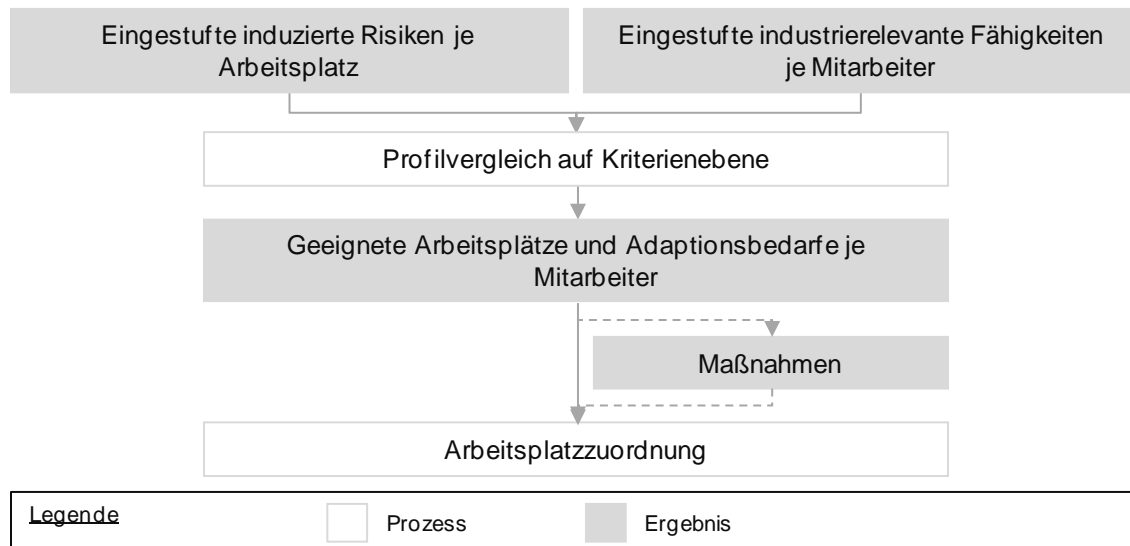 Eingestufte induzierte Risiken je
Arbeitsplatz
Eingestufte industrierelevante Fähigkeiten
je Mitarbeiter
Profilvergleich auf Kriterienebene
Geeignete Arbeitsplätze und Adaptionsbedarfe je
Mitarbeiter
Maßnahmen
Arbeitsplatzzuordnung
Legende
Prozess
Ergebnis